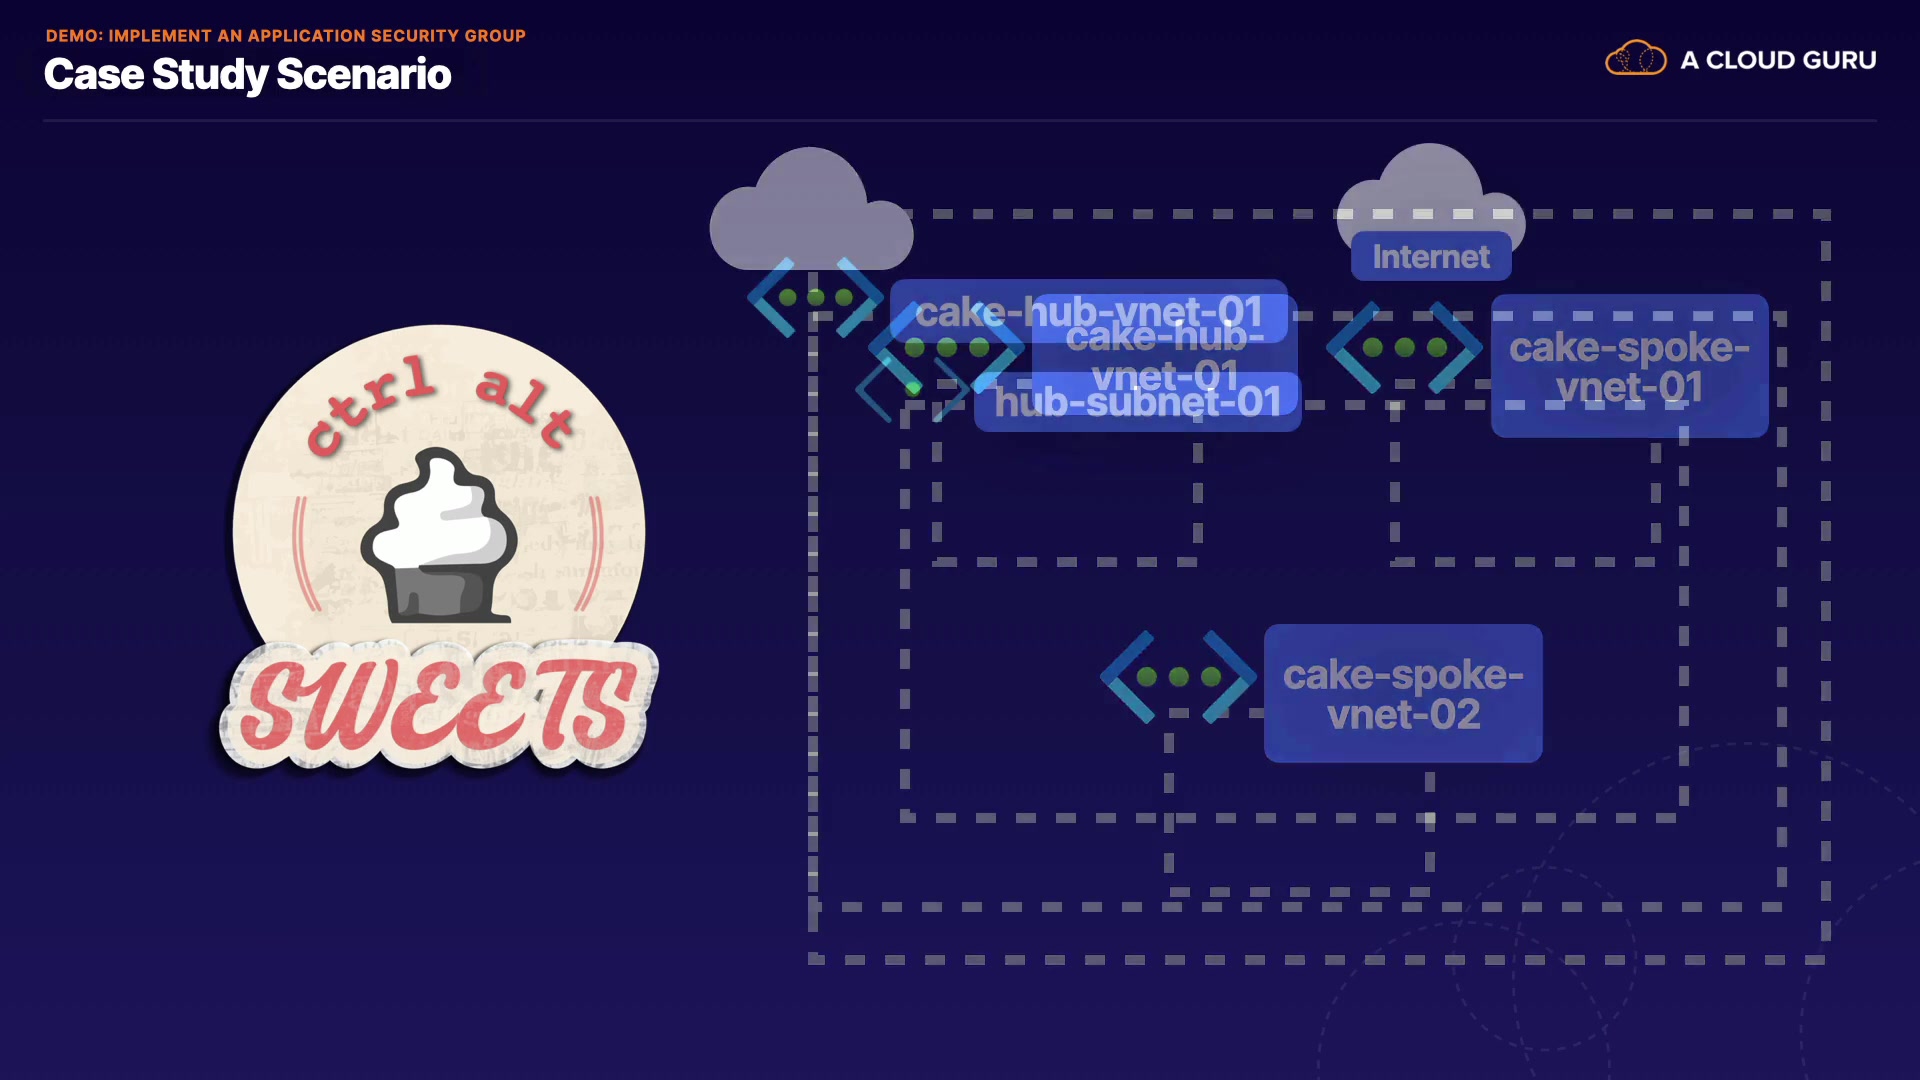 DEMO: IMPLEMENT AN APPLICATION SECURITY GROUP
Case Study Scenario
A CLOUD GURU
ctrl alt
SWEETS
Internet
cake-hub-vnet-01
cake-hub-
vnet-01
hub-subnet-01
cake-spoke-
vnet-01
cake-spoke-
vnet-02